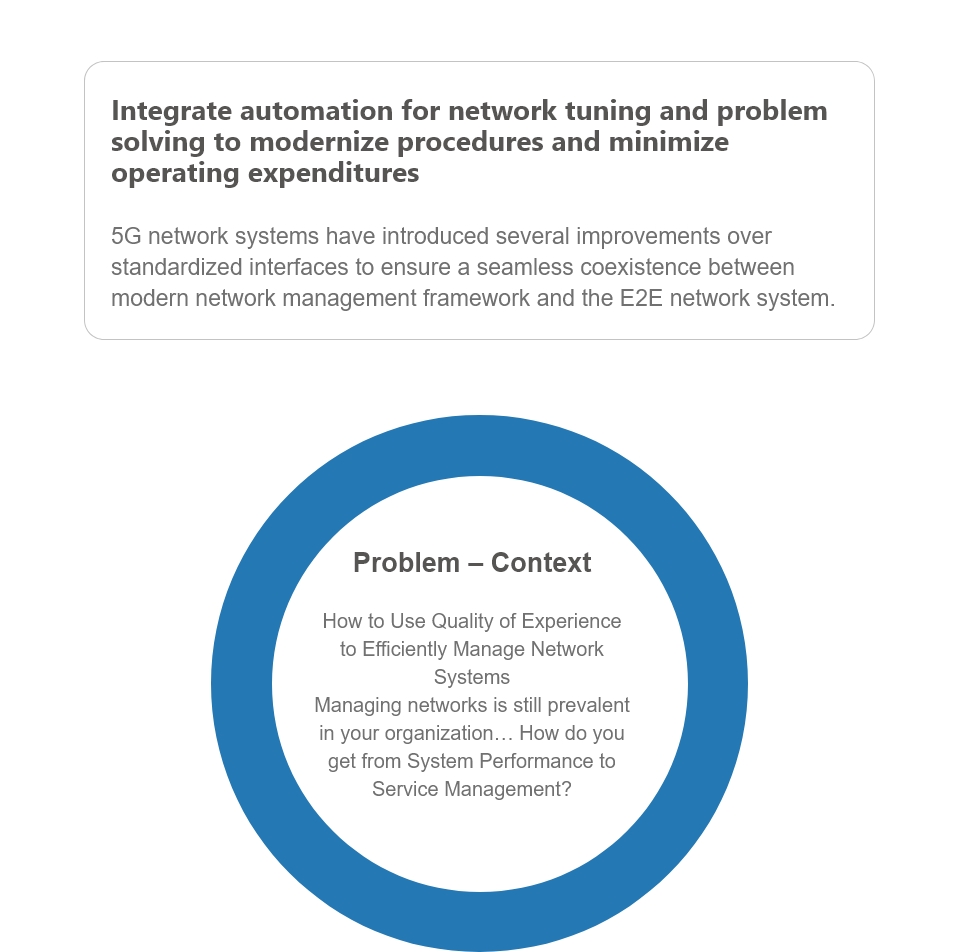 Integrate automation for network tuning and problem
solving to modernize procedures and minimize
operating expenditures
5G network systems have introduced several improvements over
standardized interfaces to ensure a seamless coexistence between
modern network management framework and the E2E network system.
Problem – Context
How to Use Quality of Experience
to Efficiently Manage Network
Systems
Managing networks is still prevalent
in your organization… How do you
get from System Performance to
Service Management?